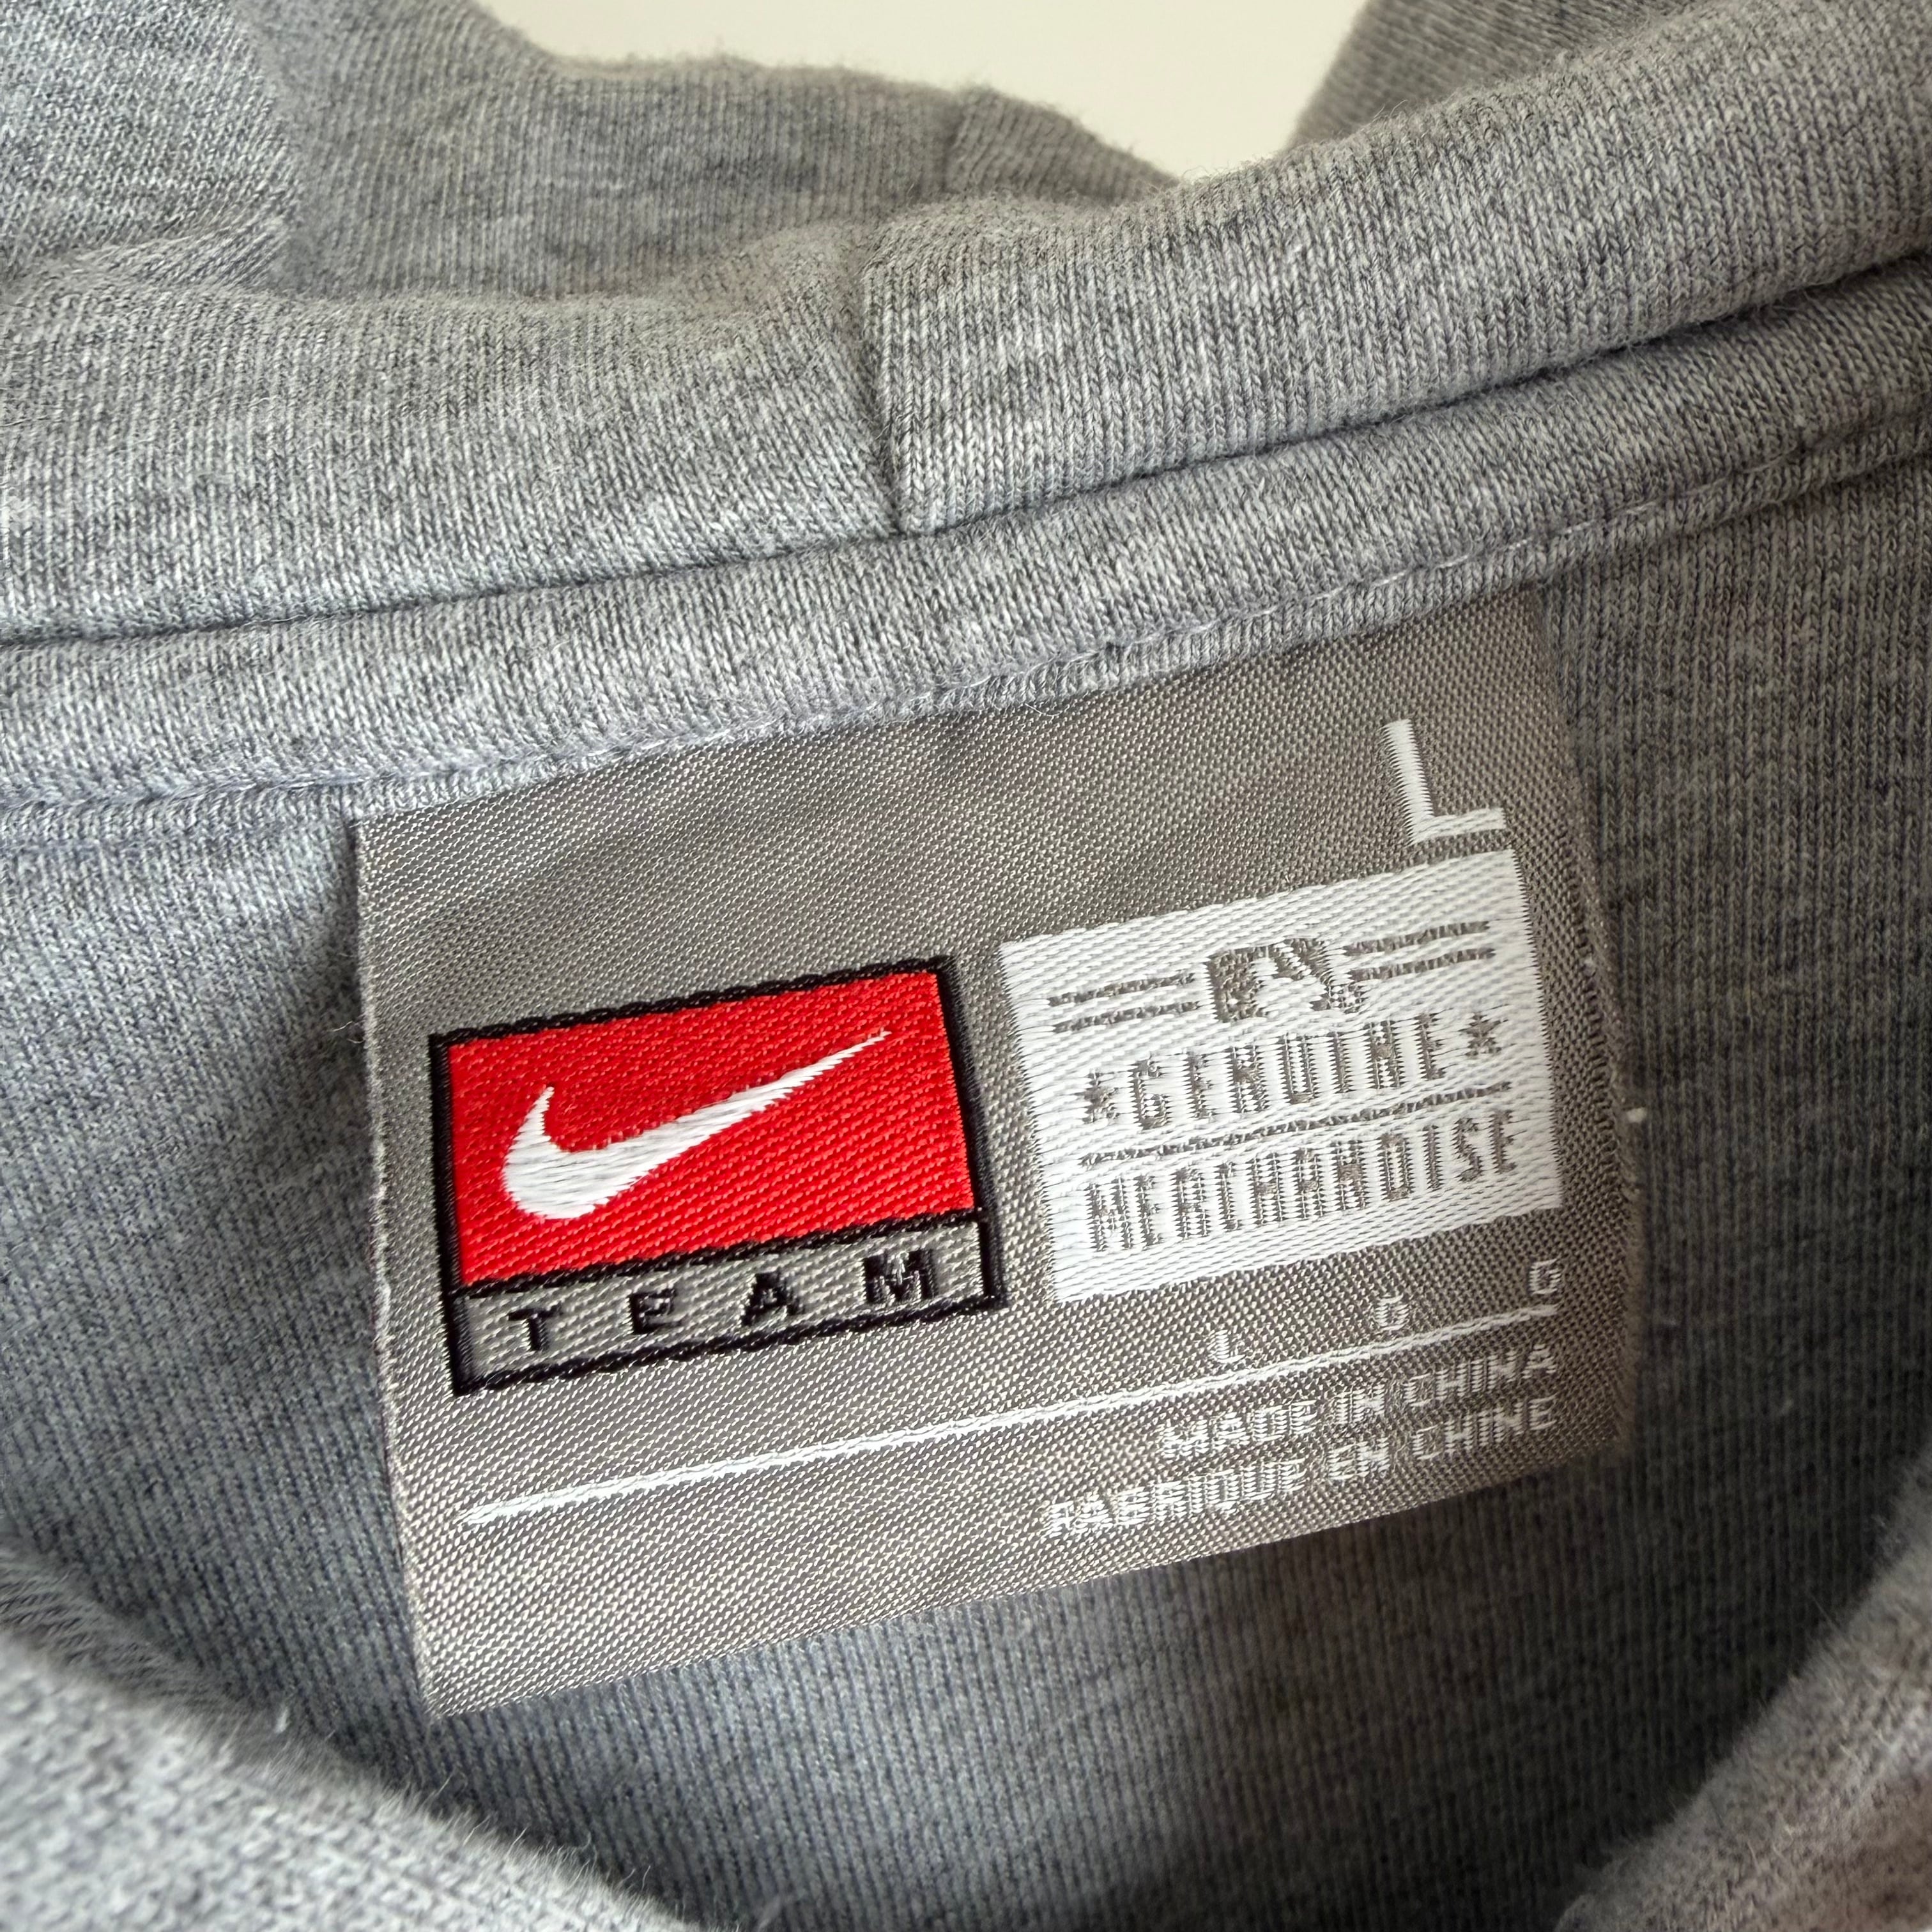 L
TEAM
GENUINE
MERCHANDISE
L G G
MADE IN CHINA
FABRIQUE EN CHINE